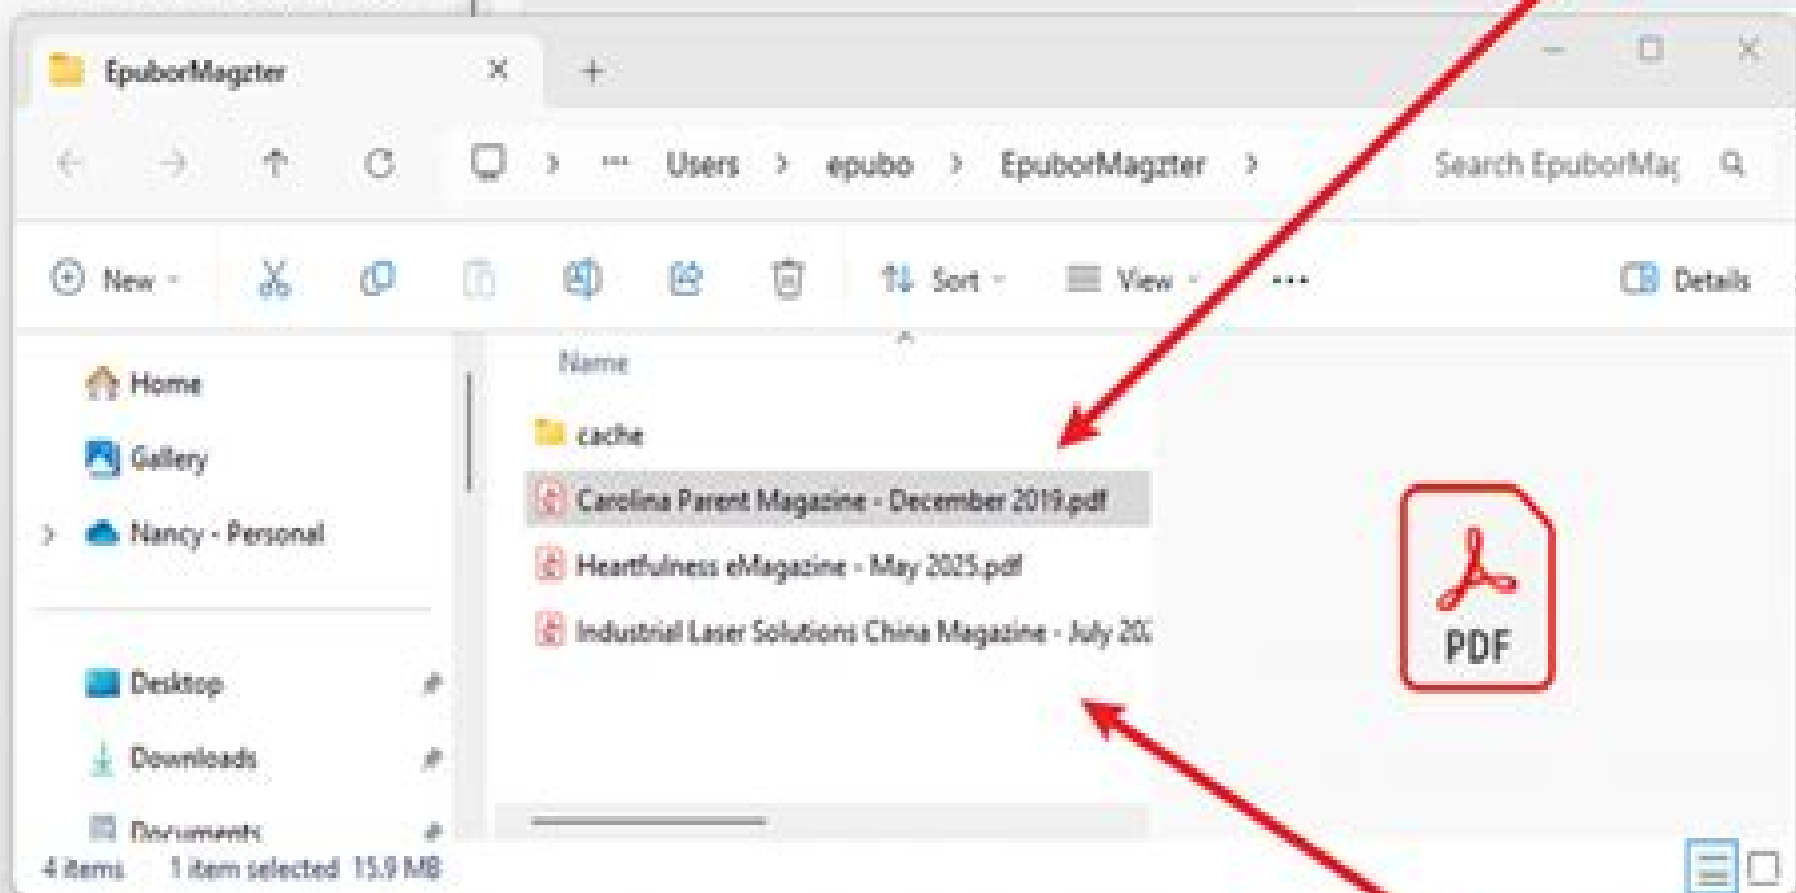 EpuborMagzter
Users > epubo > EpuborMagzter >
Search EpuborMag
New
Sort
View
Details
Home
Gallery
Nancy - Personal
Desktop
Downloads
Documents
Name
cache
Carolina Parent Magazine - December 2019.pdf
Heartfulness eMagazine - May 2025.pdf
Industrial Laser Solutions China Magazine - July 202
PDF
4 items 1 item selected 15.9 MB